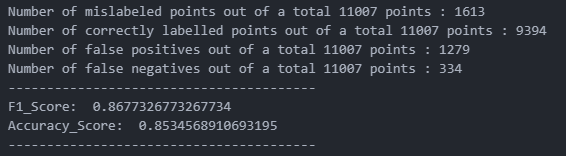 Number of mislabeled points out of a total 11007 points : 1613
Number of correctly labelled points out of a total 11007 points : 9394
Number of false positives out of a total 11007 points : 1279
Number of false negatives out of a total 11007 points : 334
----------------------------------------
F1_Score:  0.8677326773267734
Accuracy_Score:  0.8534568910693195
----------------------------------------